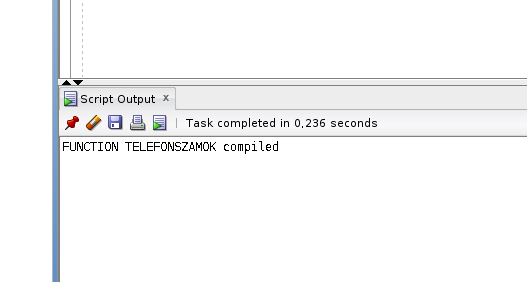 Script Output x
Task completed in 0,236 seconds
FUNCTION TELEFONSZAMOK compiled